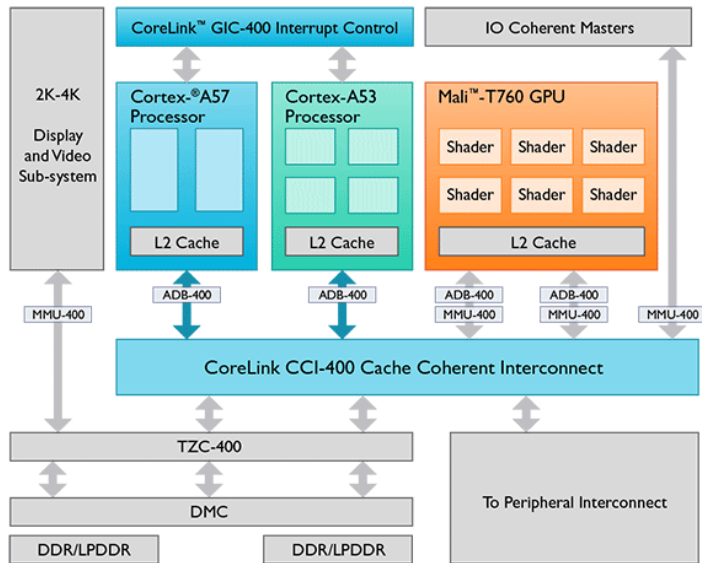 CoreLink™ GIC-400 Interrupt Control
IO Coherent Masters
2K-4K
Display
and Video
Sub-system
Cortex-®A57
Processor
L2 Cache
Cortex-A53
Processor
L2 Cache
Mali™-T760 GPU
Shader
Shader
Shader
Shader
Shader
Shader
L2 Cache
MMU-400
ADB-400
ADB-400
ADB-400
MMU-400
ADB-400
MMU-400
MMU-400
CoreLink CCI-400 Cache Coherent Interconnect
TZC-400
DMC
DDR/LPDDR
DDR/LPDDR
To Peripheral Interconnect